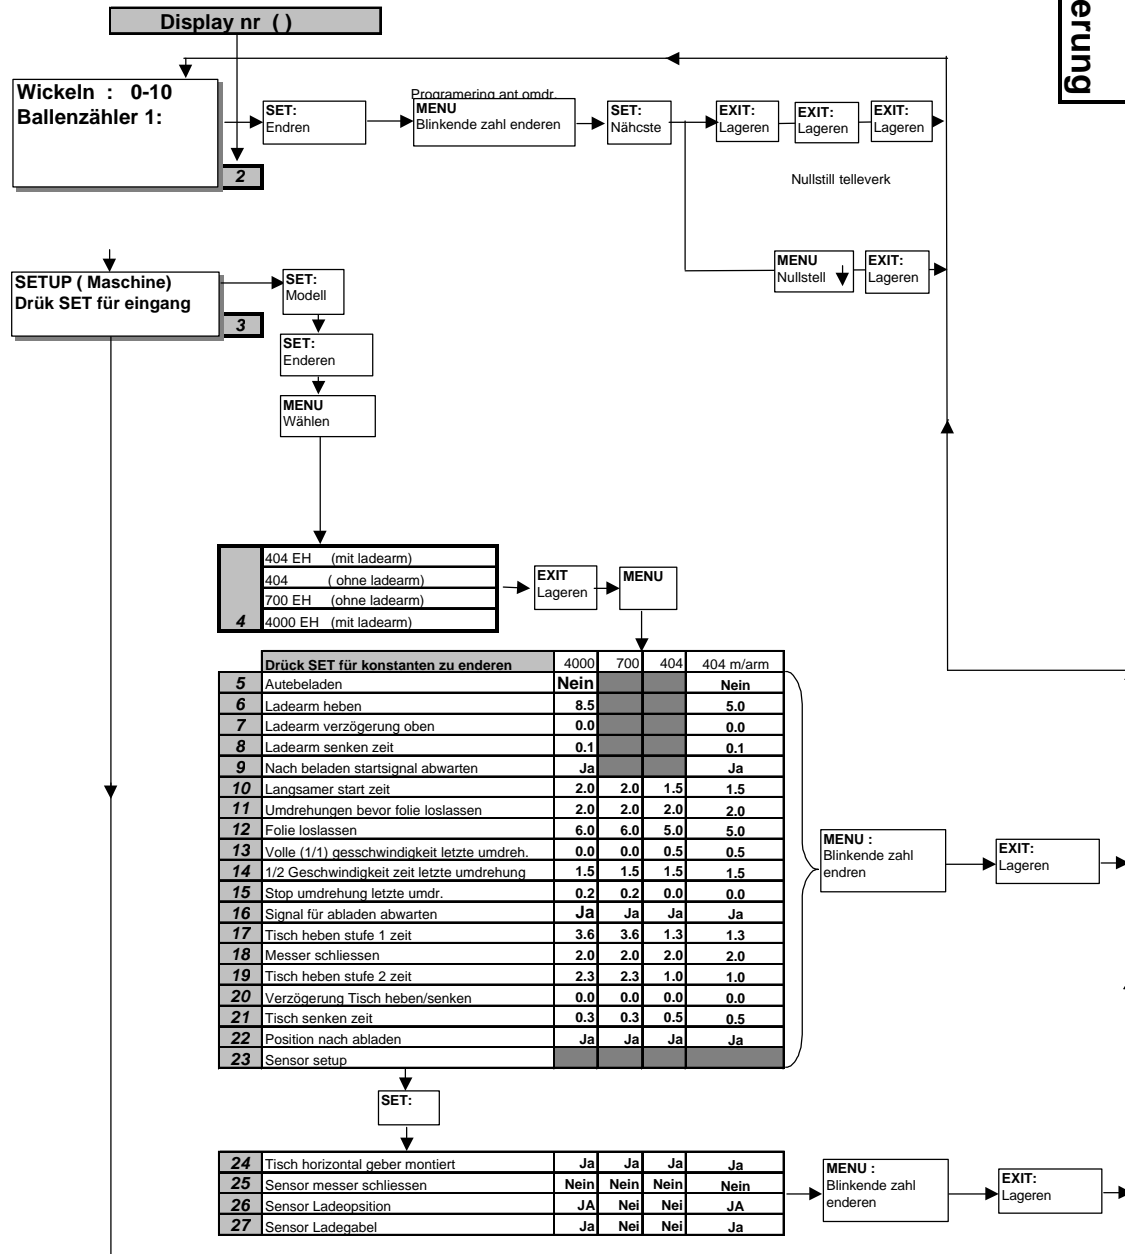 Display nr ( )
erung
Wickeln : 0-10
Ballenzähler 1:
2
SET:
Endren
Programering ant omdr.
MENU
Blinkende zahl enderen
SET:
Nähcste
EXIT:
Lageren
EXIT:
Lageren
EXIT:
Lageren
Nullstill telleverk
MENU
Nullstell
EXIT:
Lageren
SETUP ( Maschine)
Drük SET für eingang
3
SET:
Modell
SET:
Enderen
MENU
Wählen
404 EH (mit ladearm)
404 ( ohne ladearm)
700 EH (ohne ladearm)
4 4000 EH (mit ladearm)
EXIT
Lageren
MENU
Drück SET für konstanten zu enderen 4000 700 404 404 m/arm
5 Autebeladen Nein Nein
6 Ladearm heben 8.5 5.0
7 Ladearm verzögerung oben 0.0 0.0
8 Ladearm senken zeit 0.1 0.1
9 Nach beladen startsignal abwarten Ja Ja
10 Langsamer start zeit 2.0 2.0 1.5 1.5
11 Umdrehungen bevor folie loslassen 2.0 2.0 2.0 2.0
12 Folie loslassen 6.0 6.0 5.0 5.0
13 Volle (1/1) gesschwindigkeit letzte umdreh. 0.0 0.0 0.5 0.5
14 1/2 Geschwindigkeit zeit letzte umdrehung 1.5 1.5 1.5 1.5
15 Stop umdrehung letzte umdr. 0.2 0.2 0.0 0.0
16 Signal für abladen abwarten Ja Ja Ja Ja
17 Tisch heben stufe 1 zeit 3.6 3.6 1.3 1.3
18 Messer schliessen 2.0 2.0 2.0 2.0
19 Tisch heben stufe 2 zeit 2.3 2.3 1.0 1.0
20 Verzögerung Tisch heben/senken 0.0 0.0 0.0 0.0
21 Tisch senken zeit 0.3 0.3 0.5 0.5
22 Position nach abladen Ja Ja Ja Ja
23 Sensor setup
MENU :
Blinkende zahl
endren
EXIT:
Lageren
SET:
24 Tisch horizontal geber montiert Ja Ja Ja Ja
25 Sensor messer schliessen Nein Nein Nein Nein
26 Sensor Ladeopsition JA Nei Nei JA
27 Sensor Ladegabel Ja Nei Nei Ja
MENU :
Blinkende zahl
enderen
EXIT:
Lageren